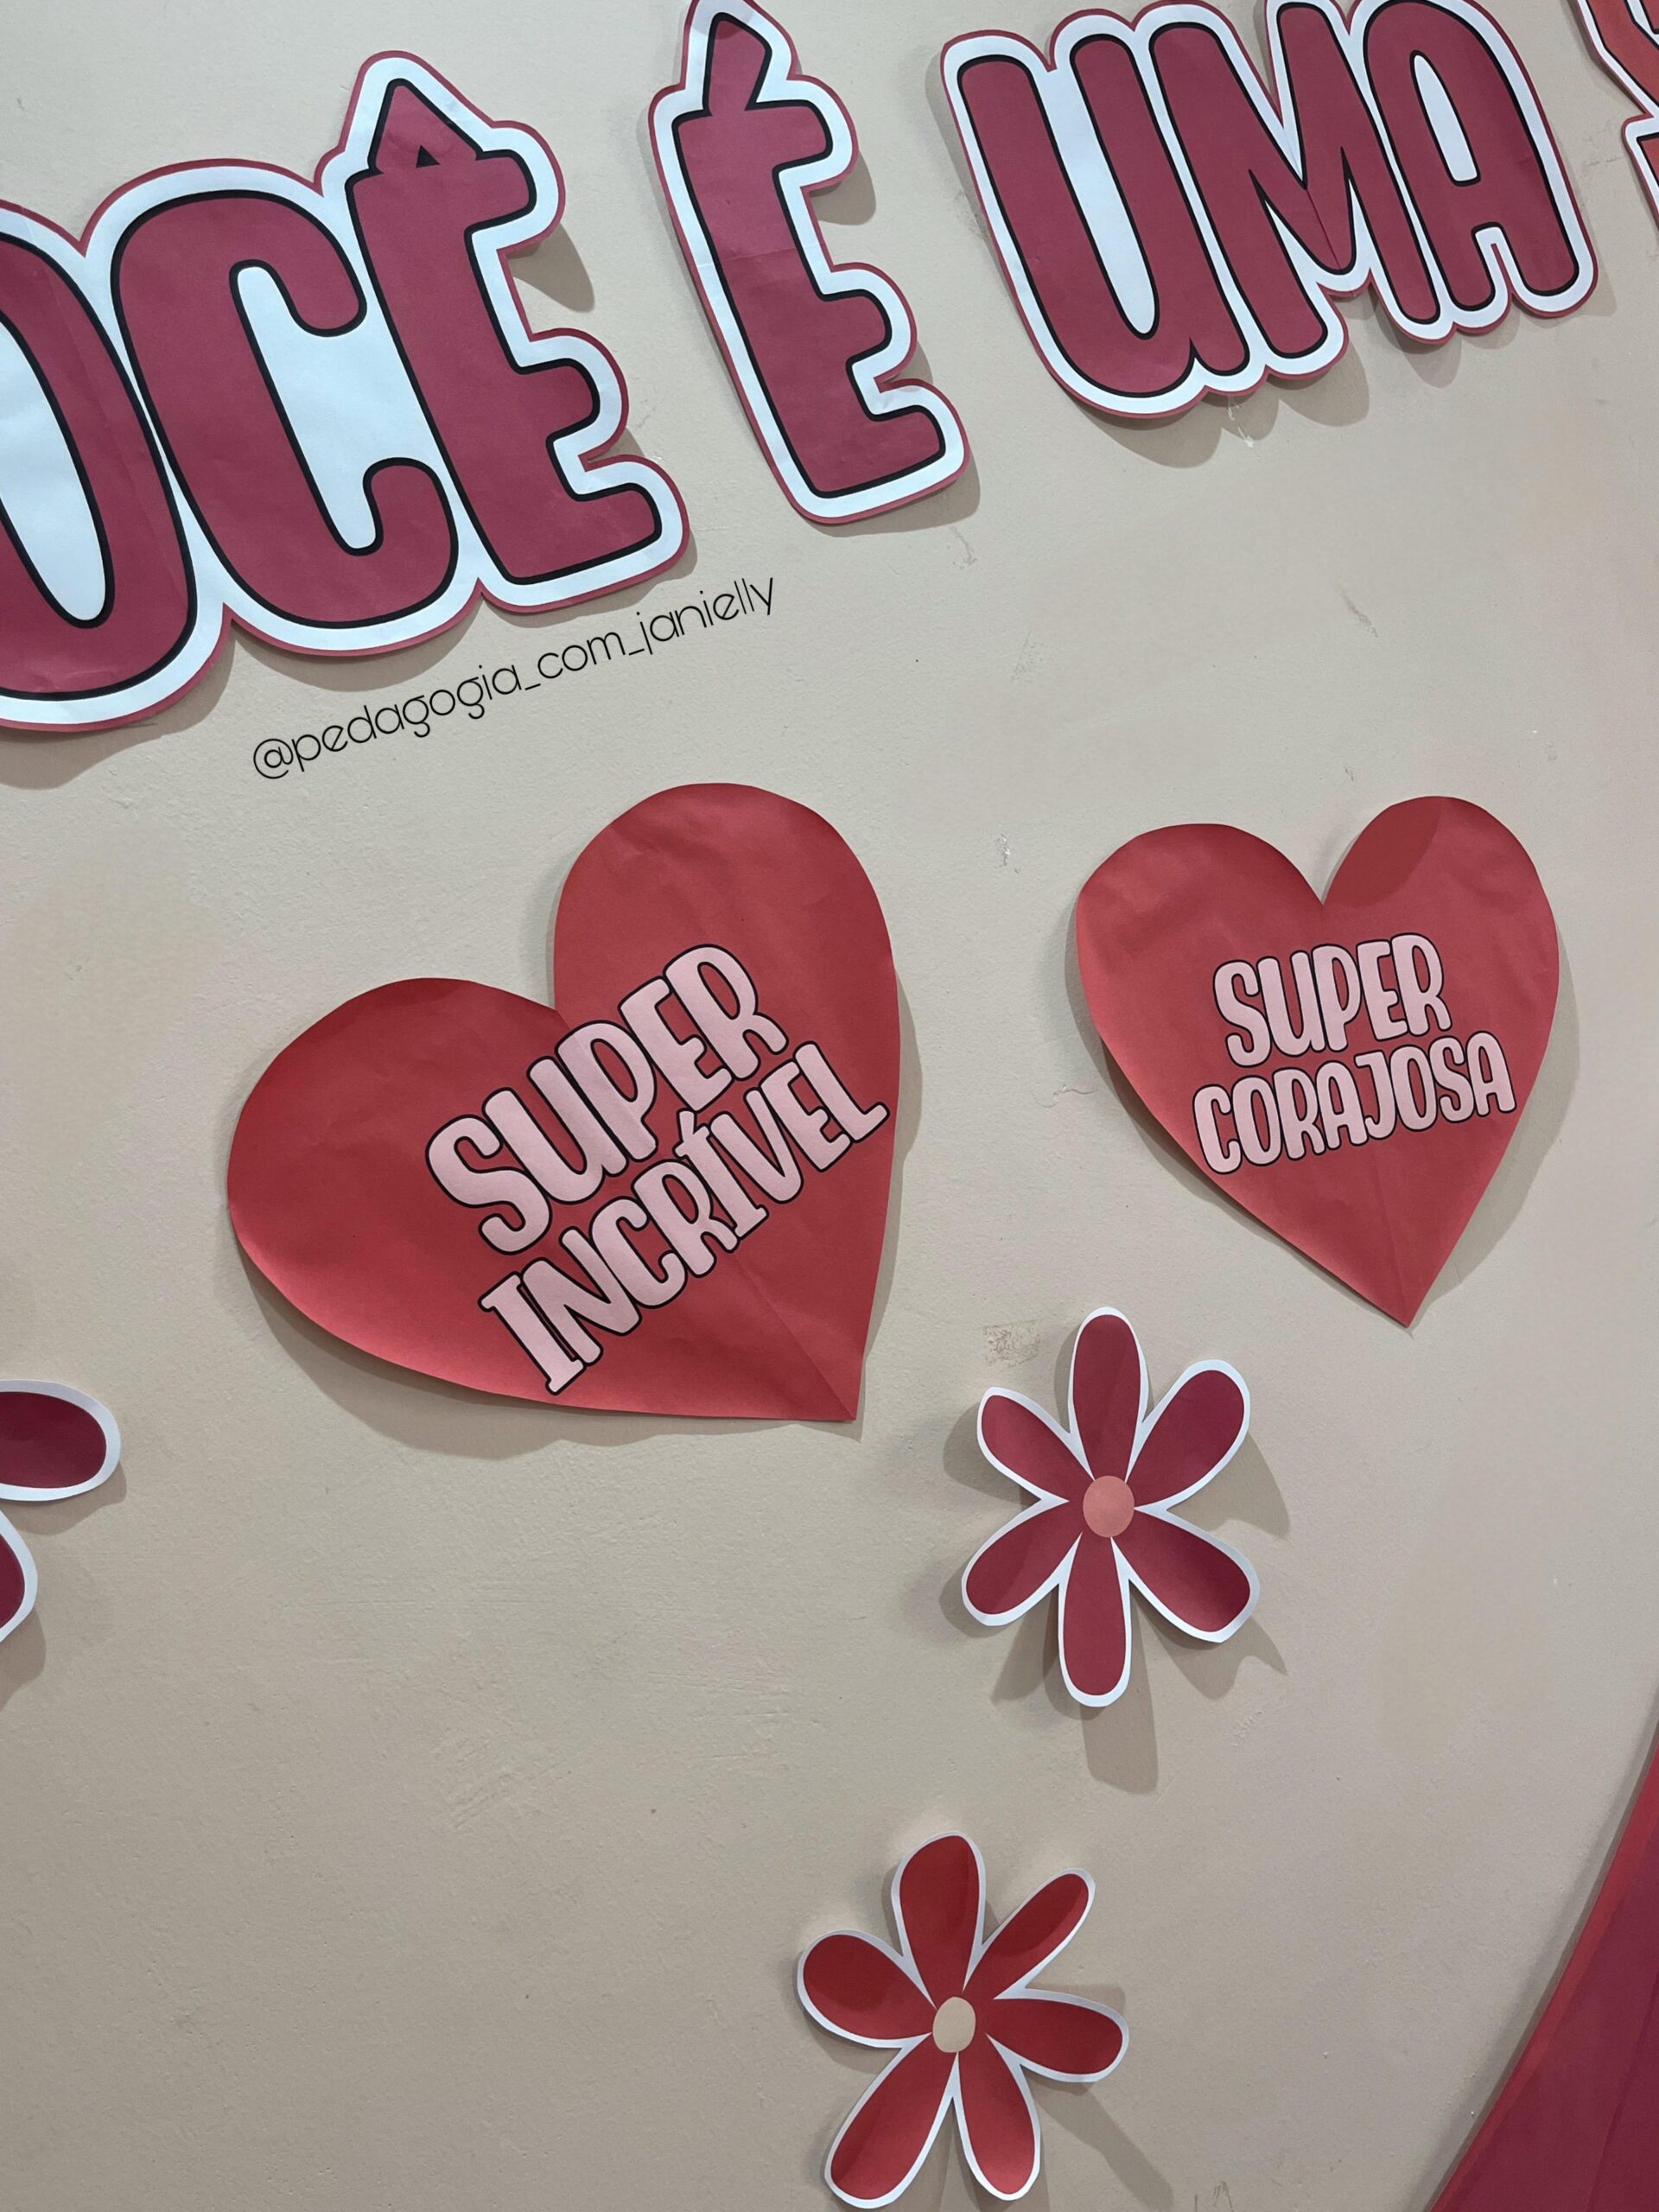 OCÊ É UMA
@pedagogia_com_janielly
SUPER
INCRÍVEL
SUPER
CORAJOSA